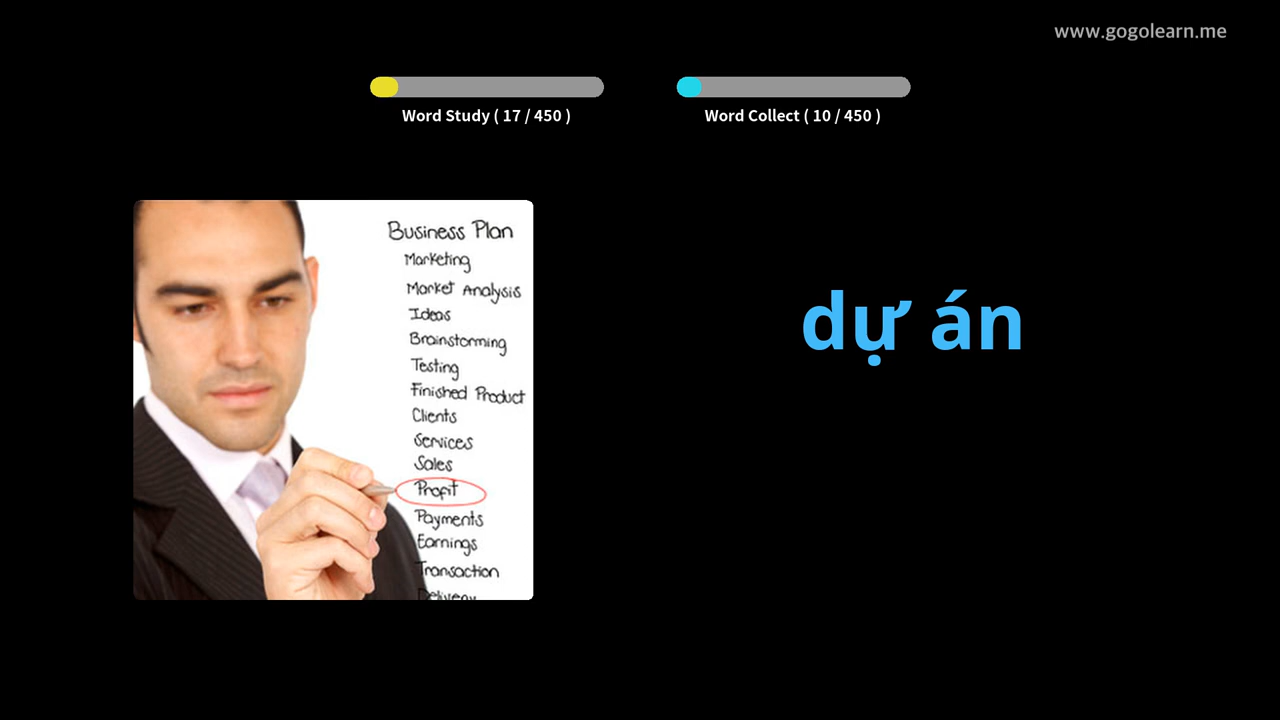 www.gogolearn.me
Word Study ( 17 / 450 )
Word Collect ( 10 / 450 )
Business Plan
Marketing
Market Analysis
Ideas
Brainstorming
Testing
Finished Product
Clients
Services
Sales
Profit
Payments
Earnings
Transaction
Delivery
dự án